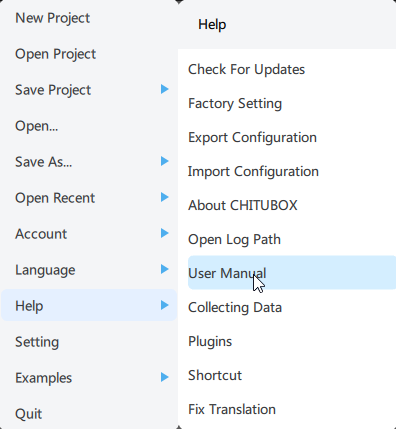 New Project
Open Project
Save Project
Open...
Save As...
Open Recent
Account
Language
Help
Setting
Examples
Quit
Help
Check For Updates
Factory Setting
Export Configuration
Import Configuration
About CHITUBOX
Open Log Path
User Manual
Collecting Data
Plugins
Shortcut
Fix Translation